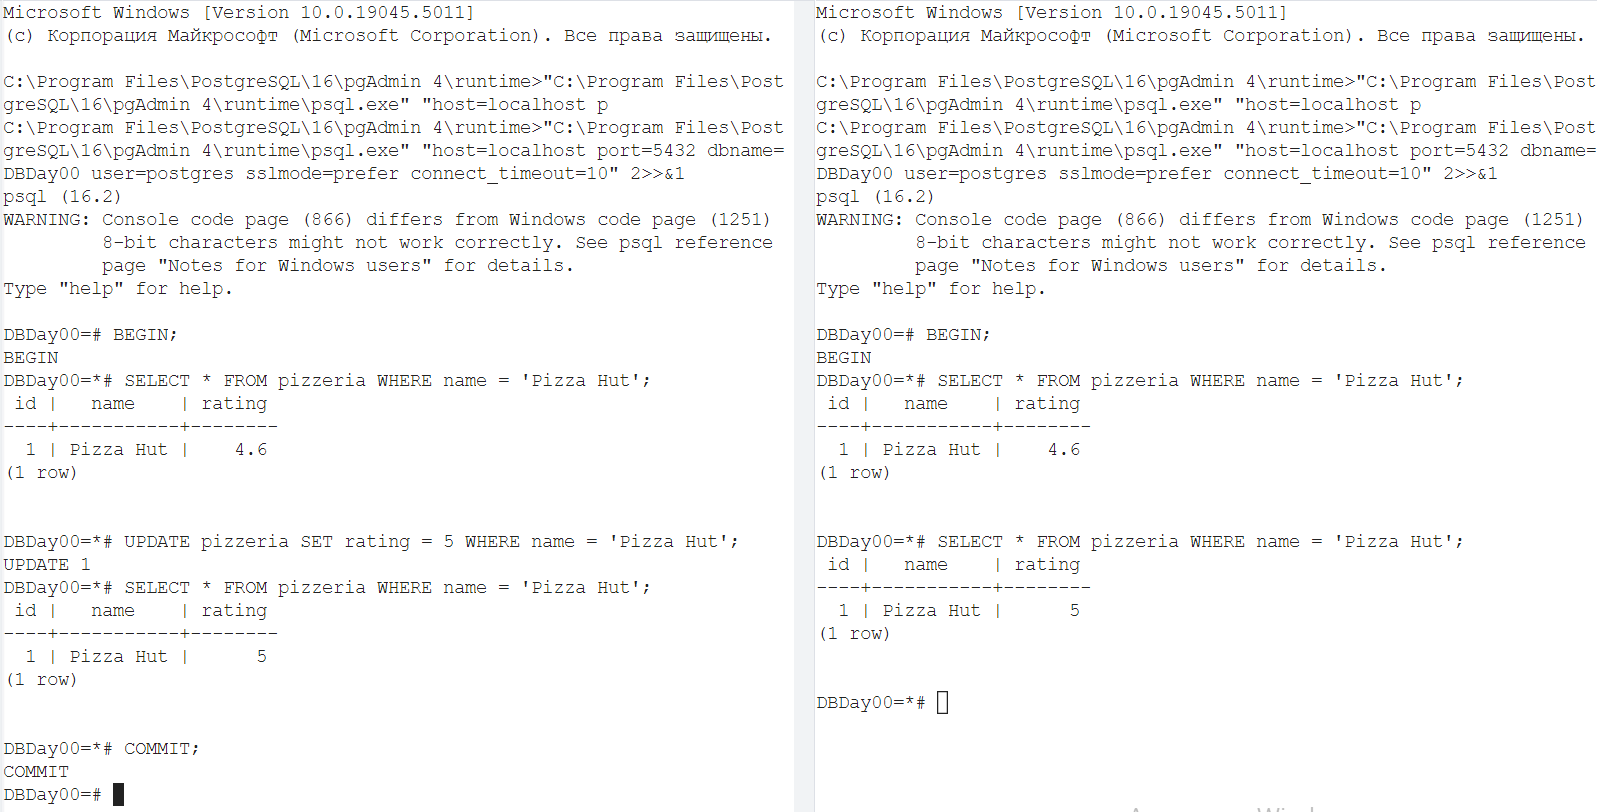 Microsoft Windows [Version 10.0.19045.5011]
(c) Корпорация Майкрософт (Microsoft Corporation). Все права защищены.
C:\Program Files\PostgreSQL\16\pgAdmin 4\runtime>"C:\Program Files\Post
greSQL\16\pgAdmin 4\runtime\psql.exe" "host=localhost p
C:\Program Files\PostgreSQL\16\pgAdmin 4\runtime>"C:\Program Files\Post
greSQL\16\pgAdmin 4\runtime\psql.exe" "host=localhost port=5432 dbname=
DBDay00 user=postgres sslmode=prefer connect_timeout=10" 2>>&1
psql (16.2)
WARNING: Console code page (866) differs from Windows code page (1251)
         8-bit characters might not work correctly. See psql reference
         page "Notes for Windows users" for details.
Type "help" for help.
DBDay00=# BEGIN;
BEGIN
DBDay00=*# SELECT * FROM pizzeria WHERE name = 'Pizza Hut';
 id |   name    | rating
----+-----------+--------
  1 | Pizza Hut |    4.6
(1 row)
DBDay00=*# UPDATE pizzeria SET rating = 5 WHERE name = 'Pizza Hut';
UPDATE 1
DBDay00=*# SELECT * FROM pizzeria WHERE name = 'Pizza Hut';
 id |   name    | rating
----+-----------+--------
  1 | Pizza Hut |      5
(1 row)
DBDay00=*# COMMIT;
COMMIT
DBDay00=#
Microsoft Windows [Version 10.0.19045.5011]
(c) Корпорация Майкрософт (Microsoft Corporation). Все права защищены.
C:\Program Files\PostgreSQL\16\pgAdmin 4\runtime>"C:\Program Files\Post
greSQL\16\pgAdmin 4\runtime\psql.exe" "host=localhost p
C:\Program Files\PostgreSQL\16\pgAdmin 4\runtime>"C:\Program Files\Post
greSQL\16\pgAdmin 4\runtime\psql.exe" "host=localhost port=5432 dbname=
DBDay00 user=postgres sslmode=prefer connect_timeout=10" 2>>&1
psql (16.2)
WARNING: Console code page (866) differs from Windows code page (1251)
         8-bit characters might not work correctly. See psql reference
         page "Notes for Windows users" for details.
Type "help" for help.
DBDay00=# BEGIN;
BEGIN
DBDay00=*# SELECT * FROM pizzeria WHERE name = 'Pizza Hut';
 id |   name    | rating
----+-----------+--------
  1 | Pizza Hut |    4.6
(1 row)
DBDay00=*# SELECT * FROM pizzeria WHERE name = 'Pizza Hut';
 id |   name    | rating
----+-----------+--------
  1 | Pizza Hut |      5
(1 row)
DBDay00=*#